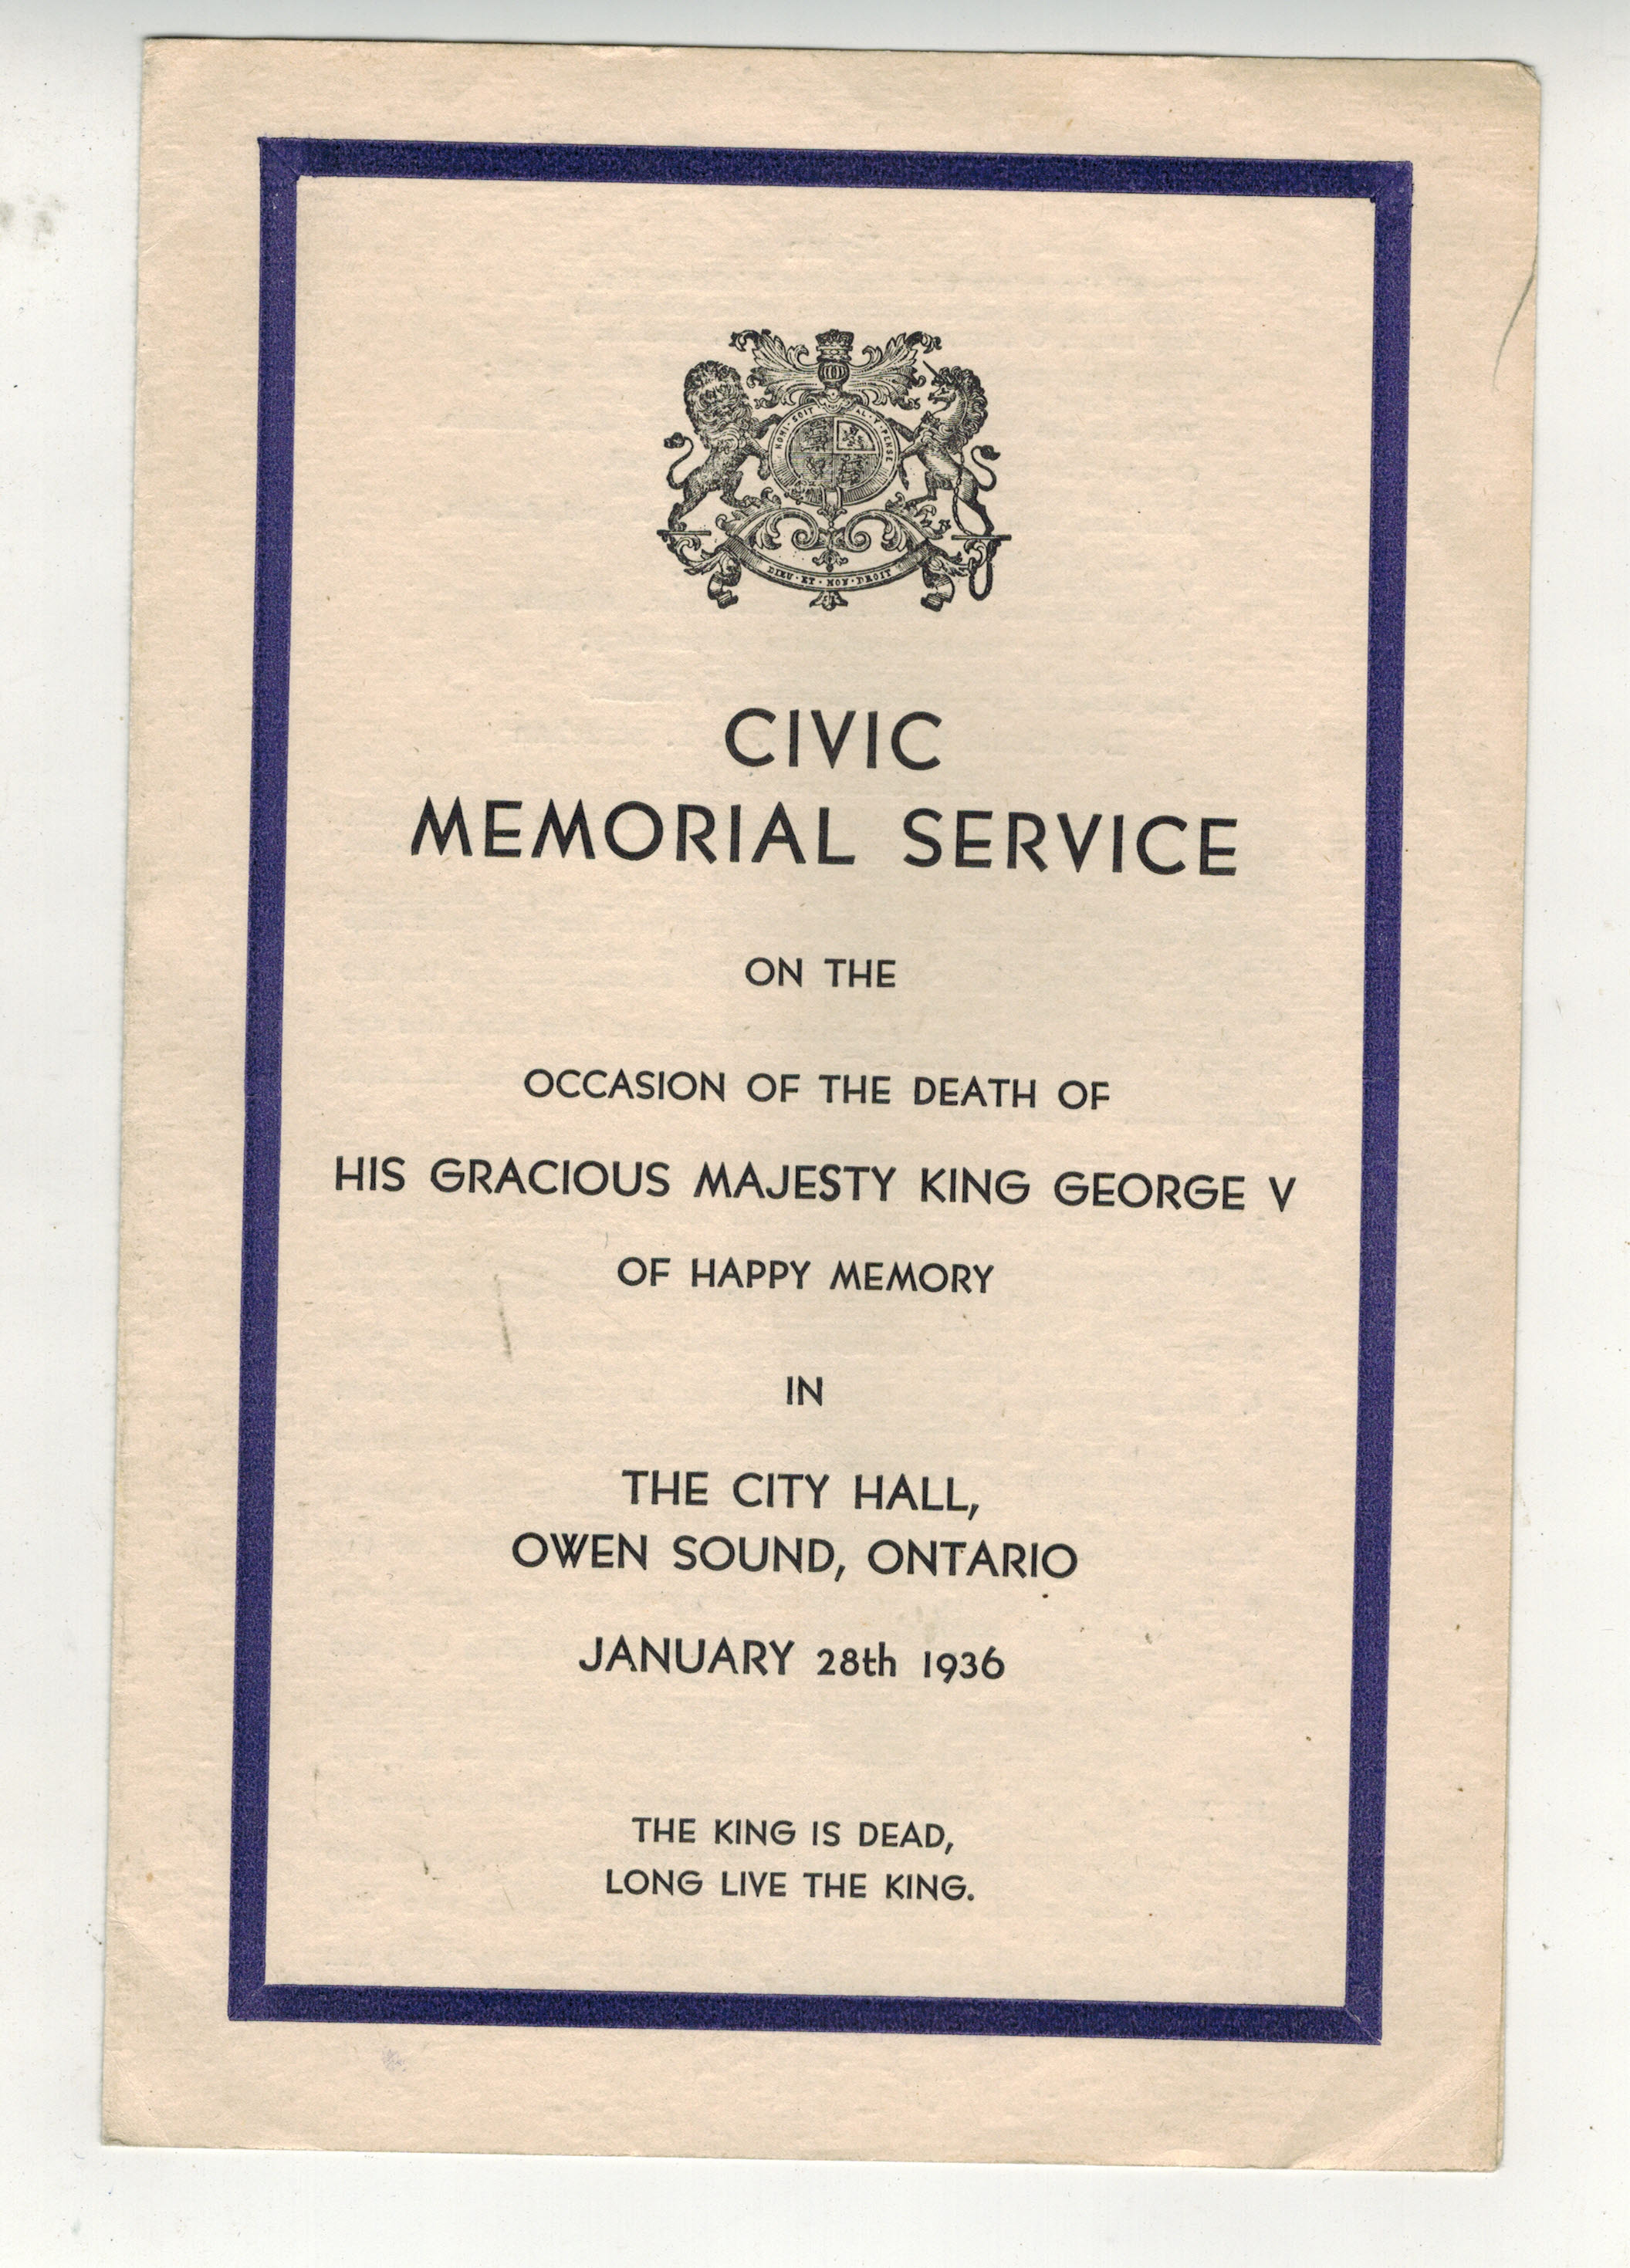 HONI·SOIT·
AL·Y·PENSE
DIEU·ET·MON·DROIT
CIVIC
MEMORIAL SERVICE
ON THE
OCCASION OF THE DEATH OF
HIS GRACIOUS MAJESTY KING GEORGE V
OF HAPPY MEMORY
IN
THE CITY HALL,
OWEN SOUND, ONTARIO
JANUARY 28th 1936
THE KING IS DEAD,
LONG LIVE THE KING.